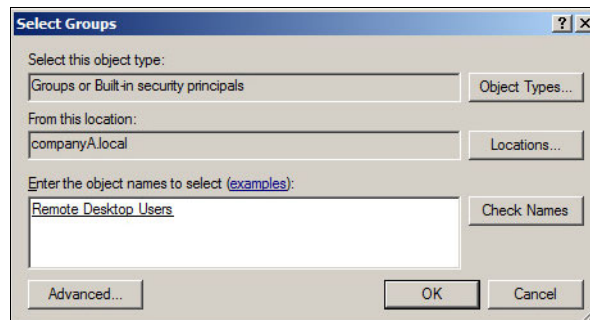 Select Groups
Select this object type:
Groups or Built-in security principals
Object Types...
From this location:
companyA.local
Locations...
Enter the object names to select (examples):
Remote Desktop Users
Check Names
Advanced...
OK
Cancel